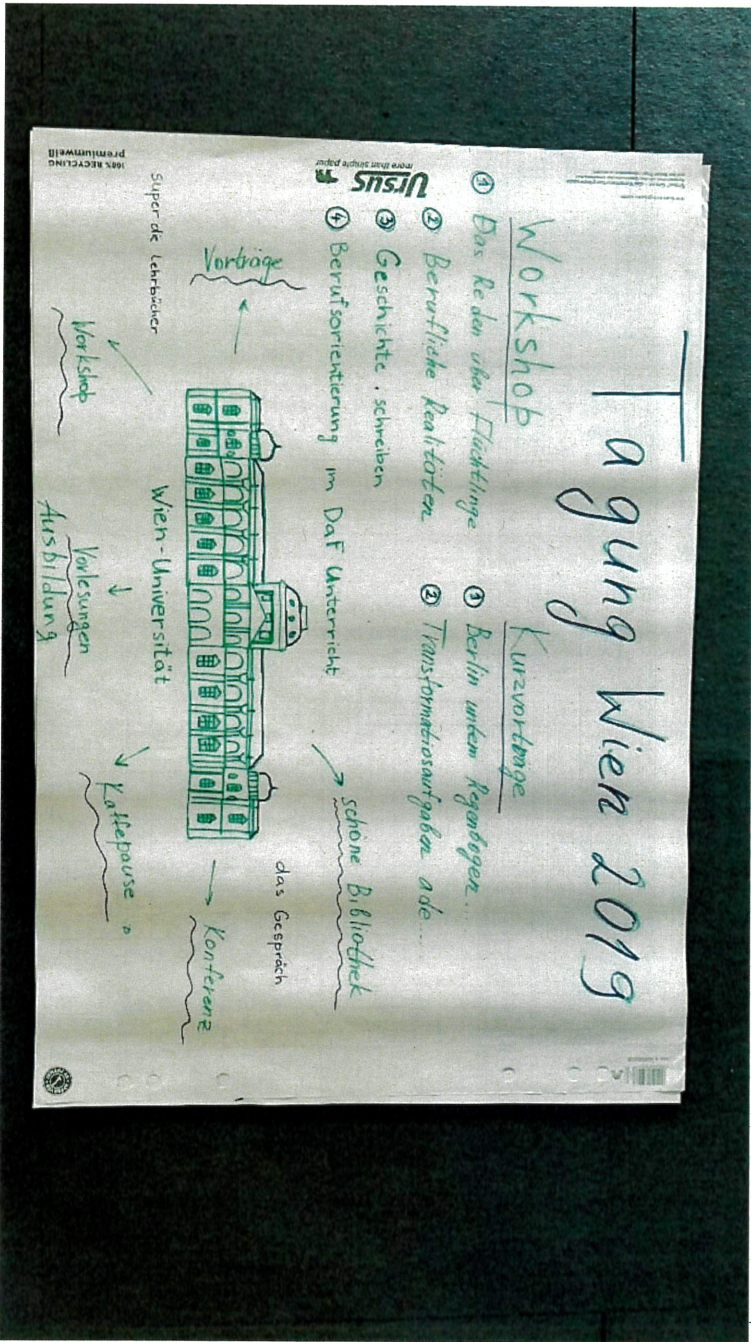 Tagung Wien 2019
Workshop
① Das Reden über Flüchtlinge
② Berufliche Realitäten
③ Geschichte . schreiben
④ Berufsorientierung im DaF Unterricht
Kurzvorträge
① Berlin unterm Regenbogen...
② Transformatiosaufgaben ade...
Vorträge
schöne Bibliothek
das Gespräch
Konferenz
Wien-Universität
super die Lehrbücher
Workshop
Vorlesungen
Ausbildung
Kaffepause
URSUS
more than simple paper
100% RECYCLING
premiumweiß